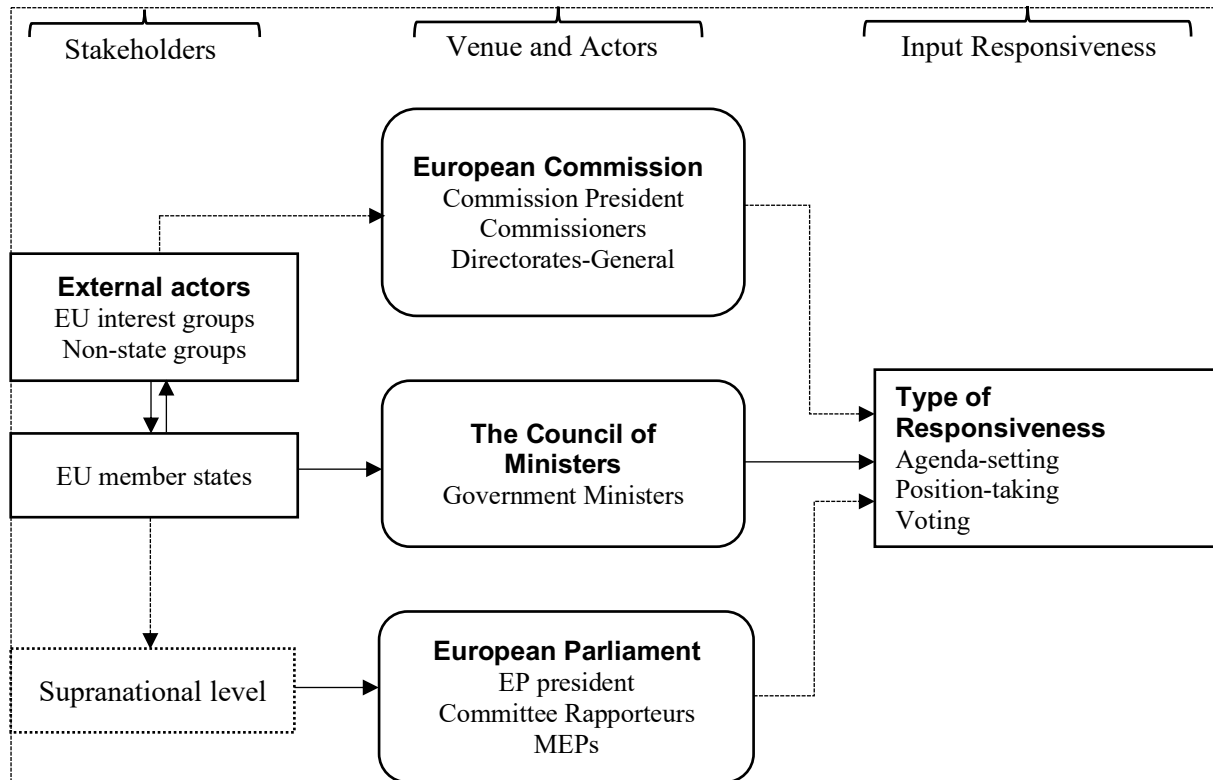 Stakeholders
Venue and Actors
Input Responsiveness
European Commission
Commission President
Commissioners
Directorates-General
External actors
EU interest groups
Non-state groups
EU member states
The Council of
Ministers
Government Ministers
Type of
Responsiveness
Agenda-setting
Position-taking
Voting
Supranational level
European Parliament
EP president
Committee Rapporteurs
MEPs